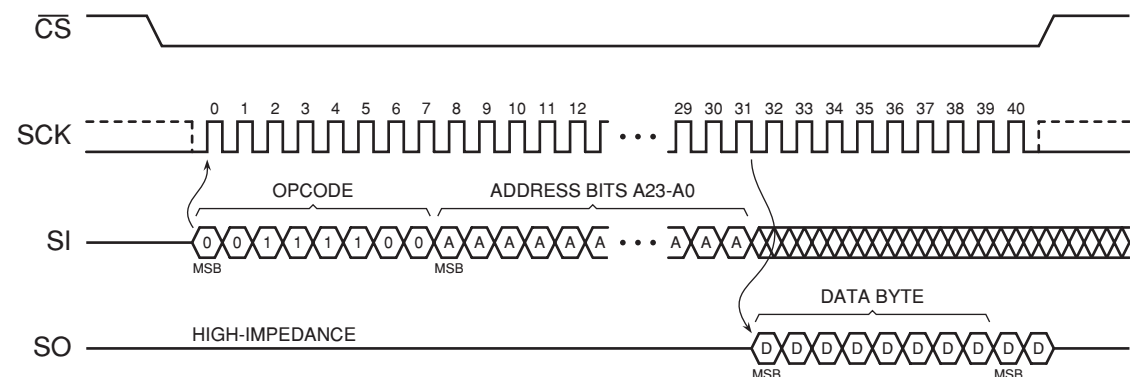 CS
0 1 2 3 4 5 6 7 8 9 10 11 12 29 30 31 32 33 34 35 36 37 38 39 40
SCK
OPCODE ADDRESS BITS A23-A0
SI 0 0 1 1 1 1 0 0 A A A A A A A A A
MSB MSB
DATA BYTE
SO HIGH-IMPEDANCE D D D D D D D D D D
MSB MSB